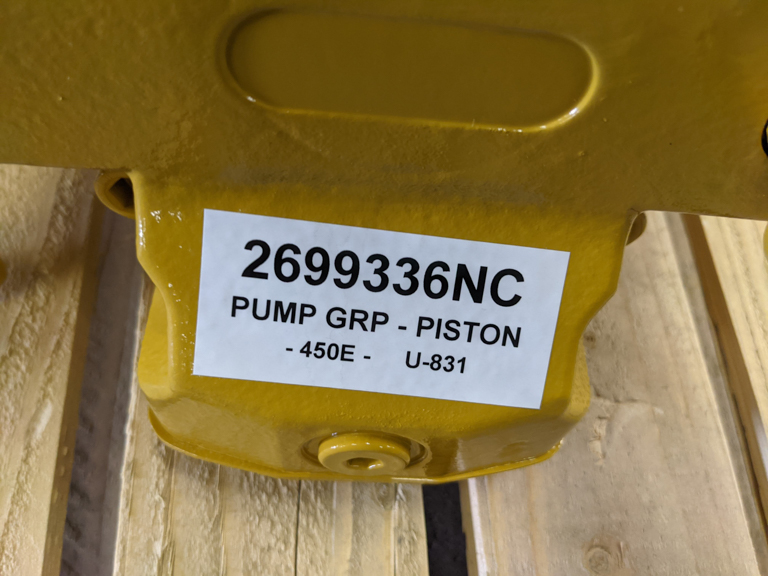 2699336NC
PUMP GRP - PISTON
- 450E - U-831